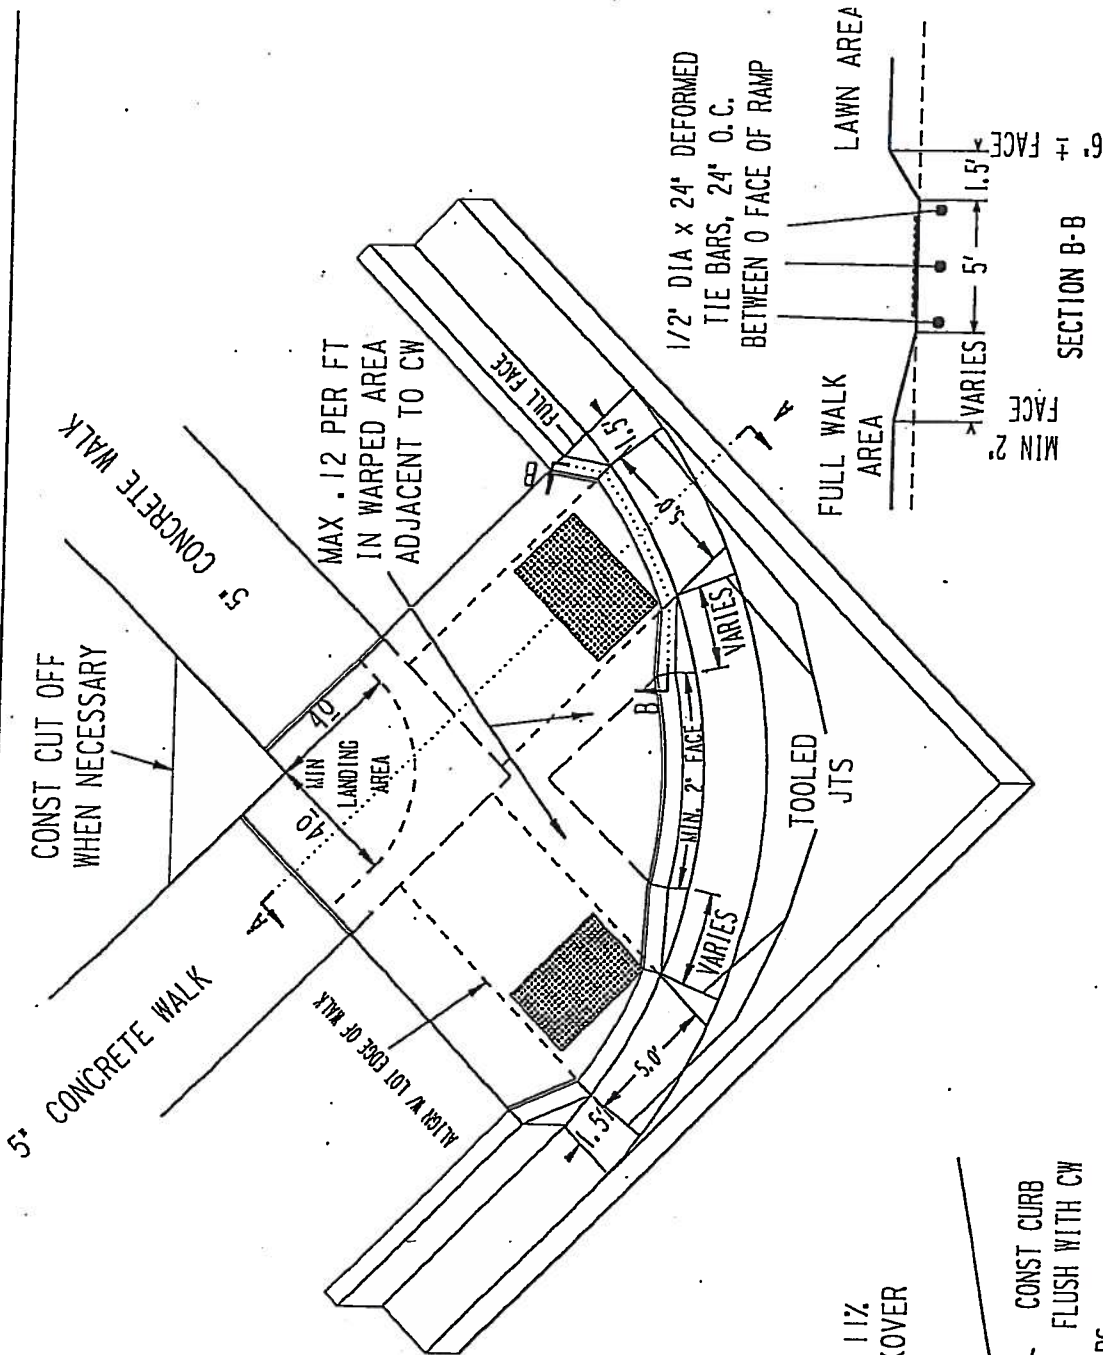 CONST CUT OFF
WHEN NECESSARY
5" CONCRETE WALK
5" CONCRETE WALK
MAX .12 PER FT
IN WARPED AREA
ADJACENT TO CW
40
40
MIN
LANDING
AREA
A
A
B
B
FULL FACE
1.5'
5.0'
VARIES
MIN. 2" FACE
VARIES
5.0'
1.5'
ALIGN W/ LOT EDGE OF WALK
TOOLED
JTS
1/2" DIA x 24" DEFORMED
TIE BARS, 24" O.C.
BETWEEN 0 FACE OF RAMP
FULL WALK
AREA
LAWN AREA
VARIES
5'
1.5'
MIN 2"
FACE
6" ± FACE
SECTION B-B
11%
CONST CURB
FLUSH WITH CW